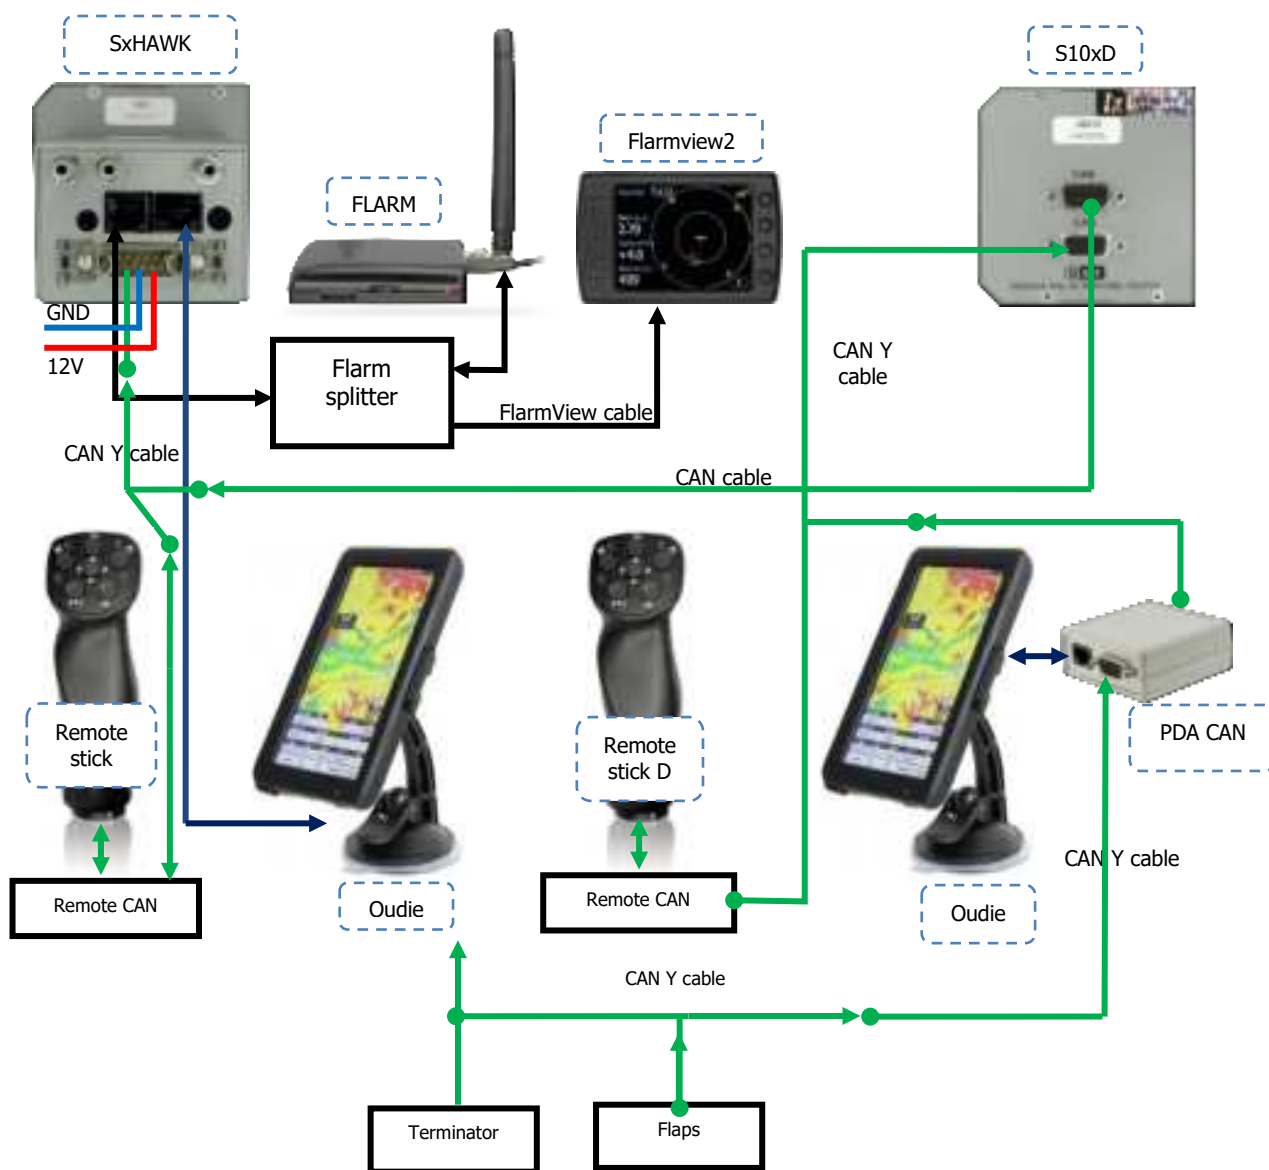 SxHAWK
S10xD
Flarmview2
FLARM
GND
12V
Flarm
splitter
FlarmView cable
CAN Y
cable
CAN Y cable
CAN cable
Remote
stick
Remote
stick D
PDA CAN
CAN Y cable
Remote CAN
Oudie
Remote CAN
Oudie
CAN Y cable
Terminator
Flaps